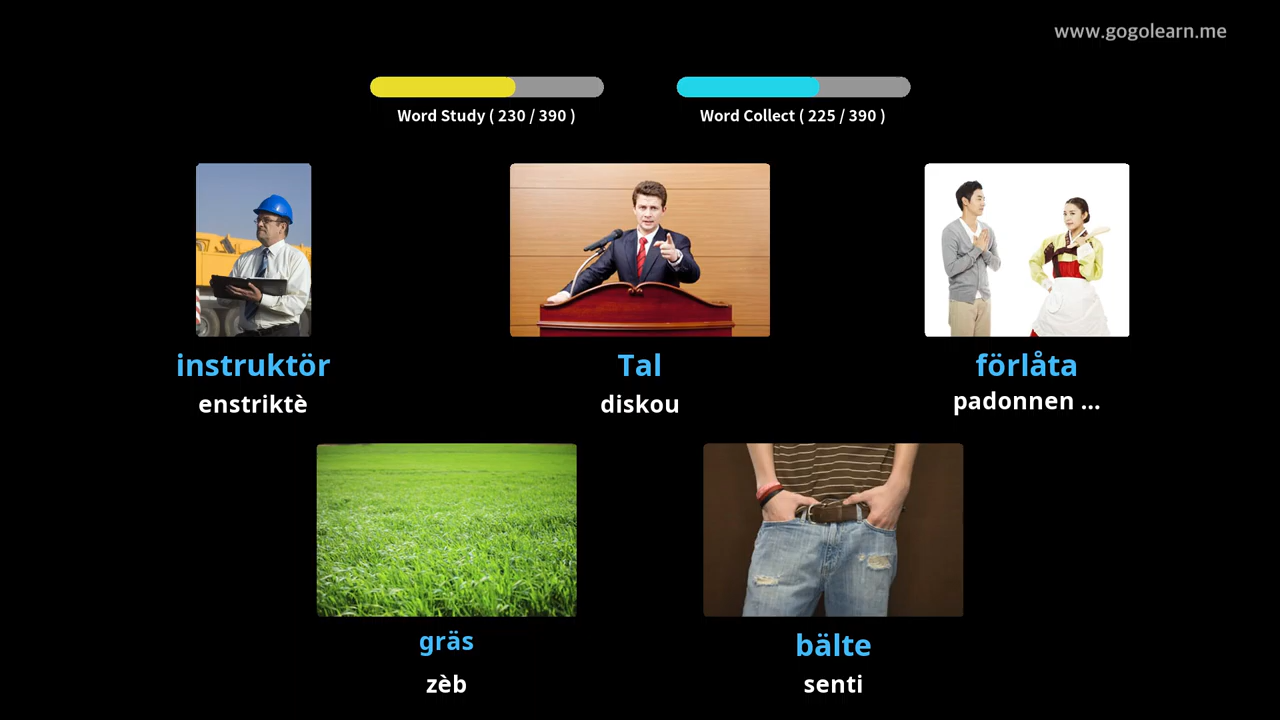 www.gogolearn.me
Word Study ( 230 / 390 )
Word Collect ( 225 / 390 )
instruktör
enstriktè
Tal
diskou
förlåta
padonnen ...
gräs
zèb
bälte
senti